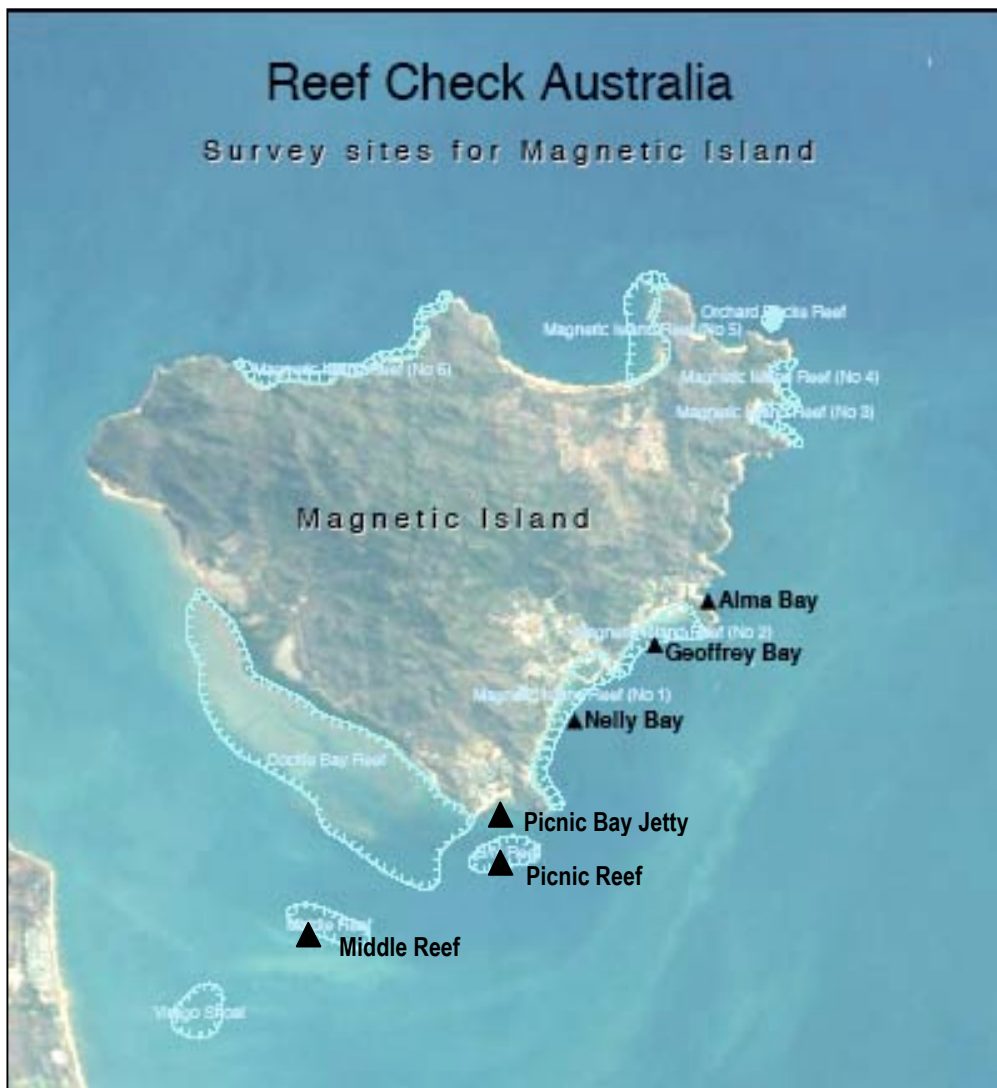 Reef Check Australia
Survey sites for Magnetic Island
Orchard Rocks Reef
Magnetic Island Reef (No 5)
Magnetic Island Reef (No 6)
Magnetic Island Reef (No 4)
Magnetic Island Reef (No 3)
Magnetic Island
Alma Bay
Magnetic Island Reef (No 2)
Geoffrey Bay
Magnetic Island Reef (No 1)
Nelly Bay
Bay Reef
Picnic Bay Jetty
Reef
Picnic Reef
Middle Reef
Middle Reef
Shoal